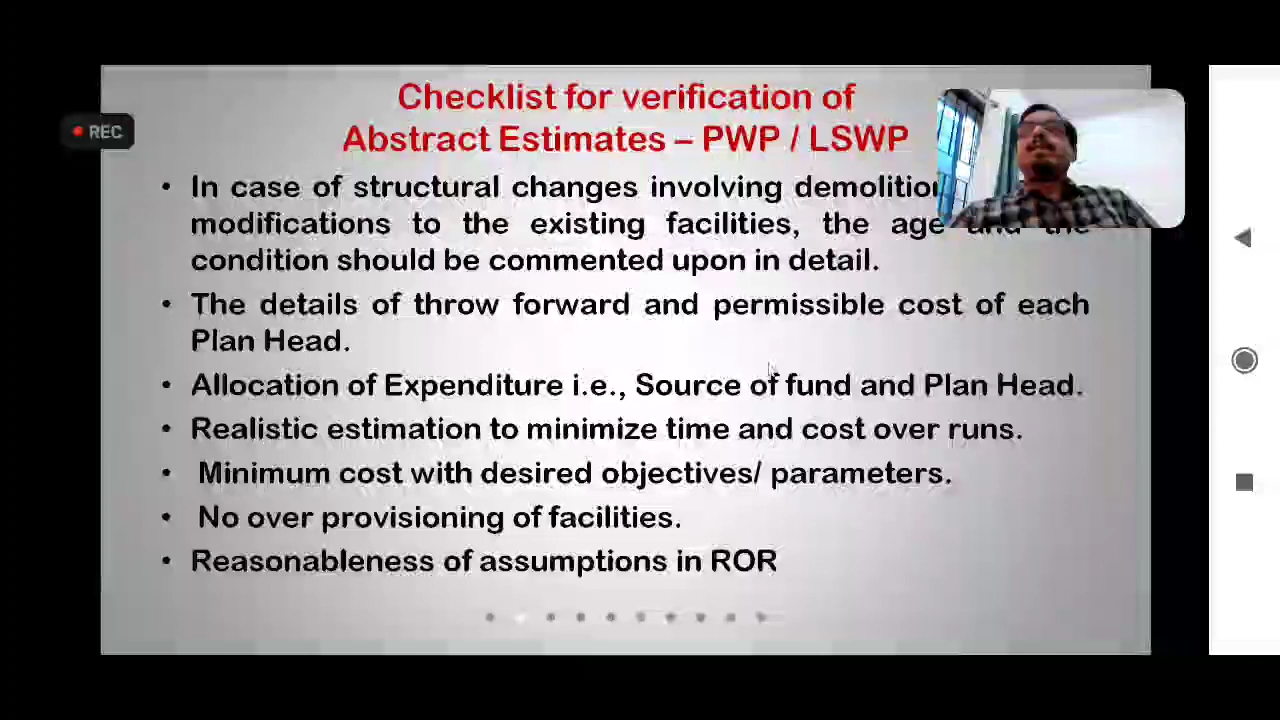 Checklist for verification of
Abstract Estimates – PWP / LSWP
REC
• In case of structural changes involving
modifications to the existing facilities, the age and the
condition should be commented upon in detail.
• The details of throw forward and permissible cost of each
Plan Head.
• Allocation of Expenditure i.e., Source of fund and Plan Head.
• Realistic estimation to minimize time and cost over runs.
• Minimum cost with desired objectives/ parameters.
• No over provisioning of facilities.
• Reasonableness of assumptions in ROR